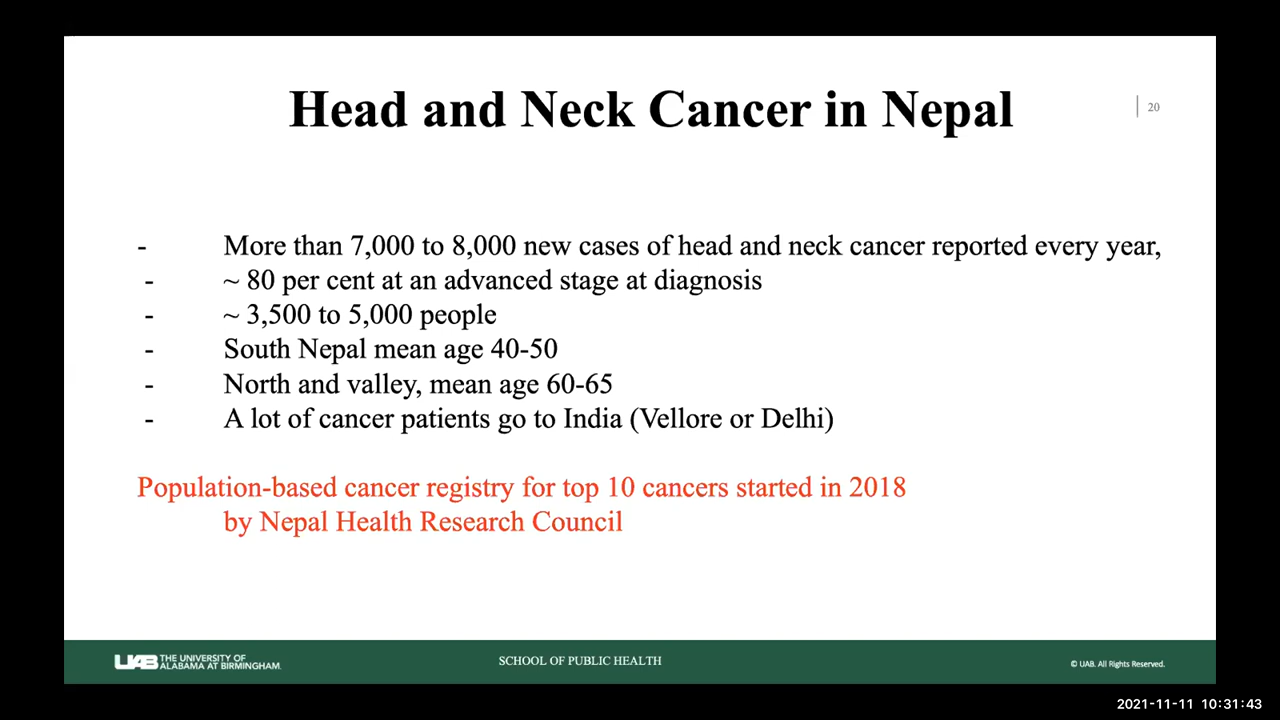 Head and Neck Cancer in Nepal
20
- More than 7,000 to 8,000 new cases of head and neck cancer reported every year,
- ~ 80 per cent at an advanced stage at diagnosis
- ~ 3,500 to 5,000 people
- South Nepal mean age 40-50
- North and valley, mean age 60-65
- A lot of cancer patients go to India (Vellore or Delhi)
Population-based cancer registry for top 10 cancers started in 2018
by Nepal Health Research Council
UAB THE UNIVERSITY OF
ALABAMA AT BIRMINGHAM.
SCHOOL OF PUBLIC HEALTH
© UAB. All Rights Reserved.
2021-11-11 10:31:43